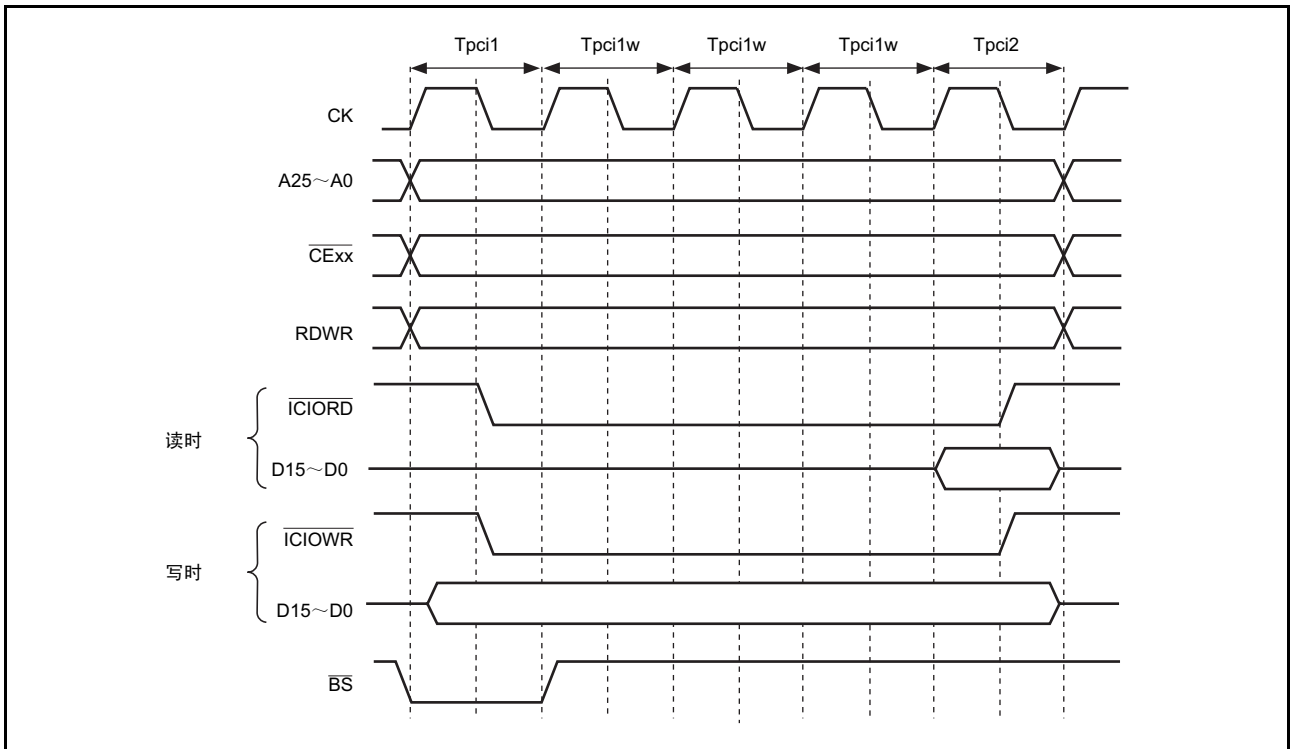 Tpci1 Tpci1w Tpci1w Tpci1w Tpci2
CK
A25～A0
CExx
RDWR
ICIORD
读时
D15～D0
ICIOWR
写时
D15～D0
BS